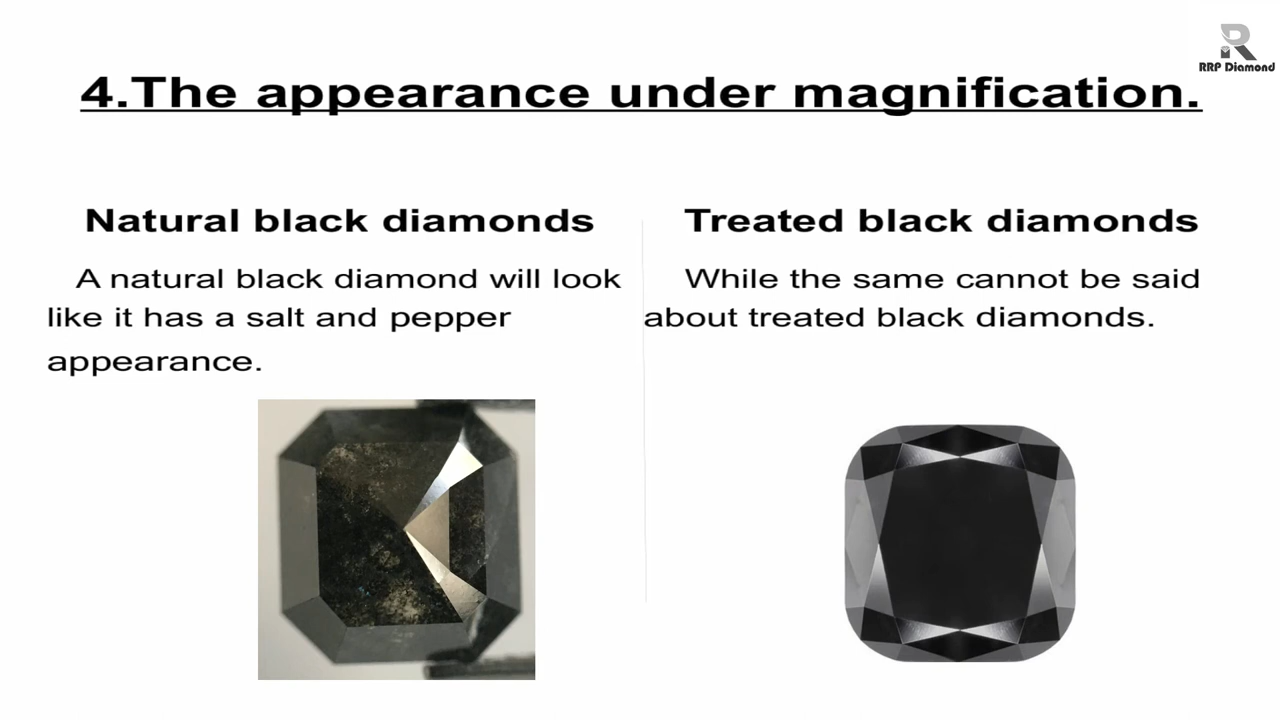 RRP Diamond
4.The appearance under magnification.
Natural black diamonds
A natural black diamond will look
like it has a salt and pepper
appearance.
Treated black diamonds
While the same cannot be said
about treated black diamonds.